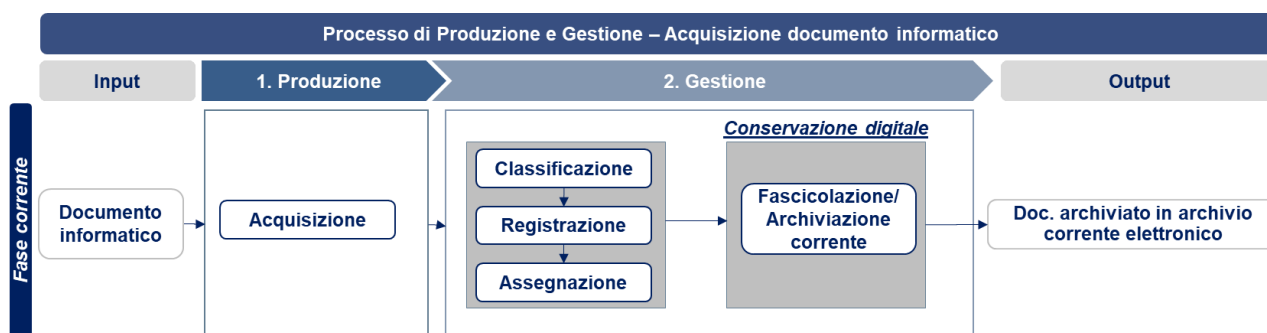 Processo di Produzione e Gestione – Acquisizione documento informatico
Input
1. Produzione
2. Gestione
Output
Fase corrente
Documento
informatico
Acquisizione
Classificazione
Registrazione
Assegnazione
Conservazione digitale
Fascicolazione/
Archiviazione
corrente
Doc. archiviato in archivio
corrente elettronico